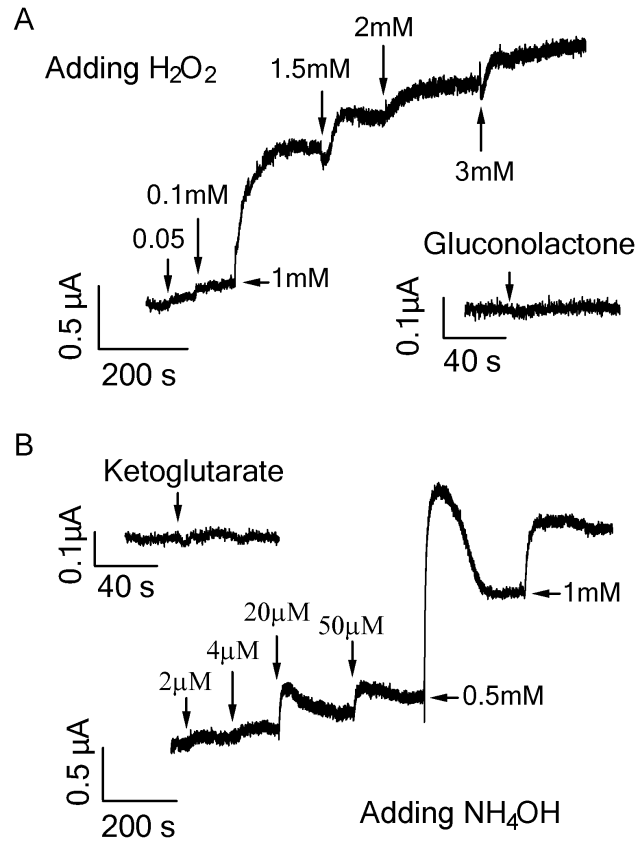 A
Adding H₂O₂
2mM
1.5mM
3mM
0.1mM
0.05
1mM
0.5 µA
200 s
Gluconolactone
0.1µA
40 s
B
Ketoglutarate
0.1µA
40 s
20µM
50µM
4µM
2µM
1mM
0.5mM
0.5 µA
200 s
Adding NH₄OH